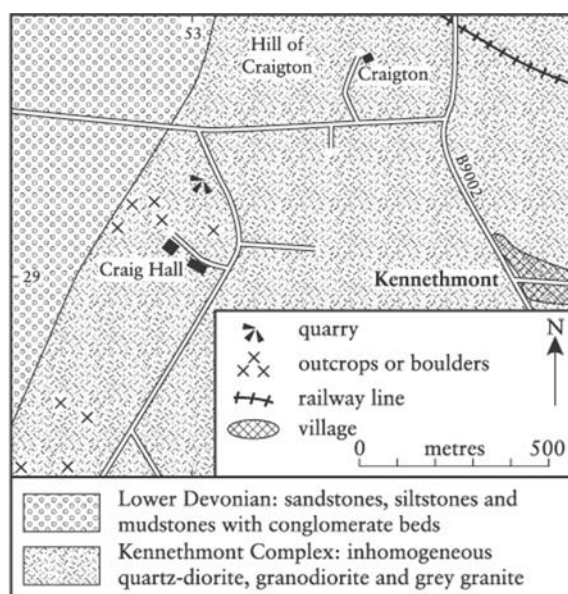 53
Hill of
Craigton
Craigton
B9002
29
Craig Hall
Kennethmont
quarry
N
outcrops or boulders
railway line
village
0 metres 500
Lower Devonian: sandstones, siltstones and
mudstones with conglomerate beds
Kennethmont Complex: inhomogeneous
quartz-diorite, granodiorite and grey granite